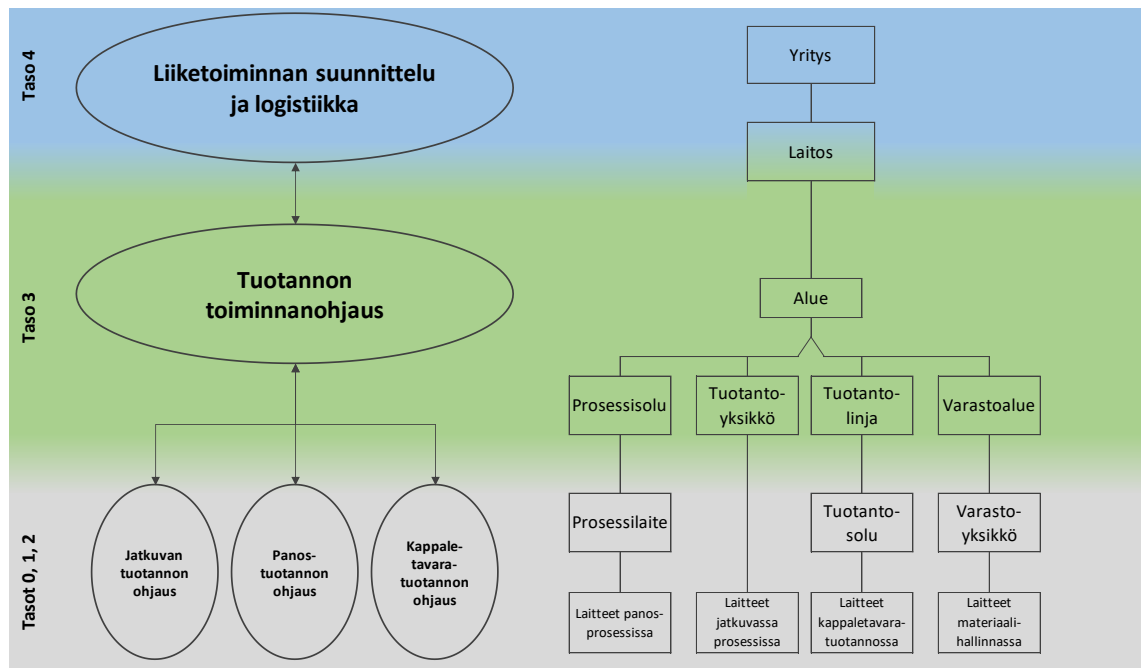 Taso 4
Liiketoiminnan suunnittelu
ja logistiikka
Yritys
Laitos
Taso 3
Tuotannon
toiminnanohjaus
Alue
Prosessisolu
Tuotanto-
yksikkö
Tuotanto-
linja
Varastoalue
Tasot 0, 1, 2
Jatkuvan
tuotannon
ohjaus
Panos-
tuotannon
ohjaus
Kappale-
tavara-
tuotannon
ohjaus
Prosessilaite
Tuotanto-
solu
Varasto-
yksikkö
Laitteet panos-
prosessissa
Laitteet
jatkuvassa
prosessissa
Laitteet
kappaletavara-
tuotannossa
Laitteet
materiaali-
hallinnassa